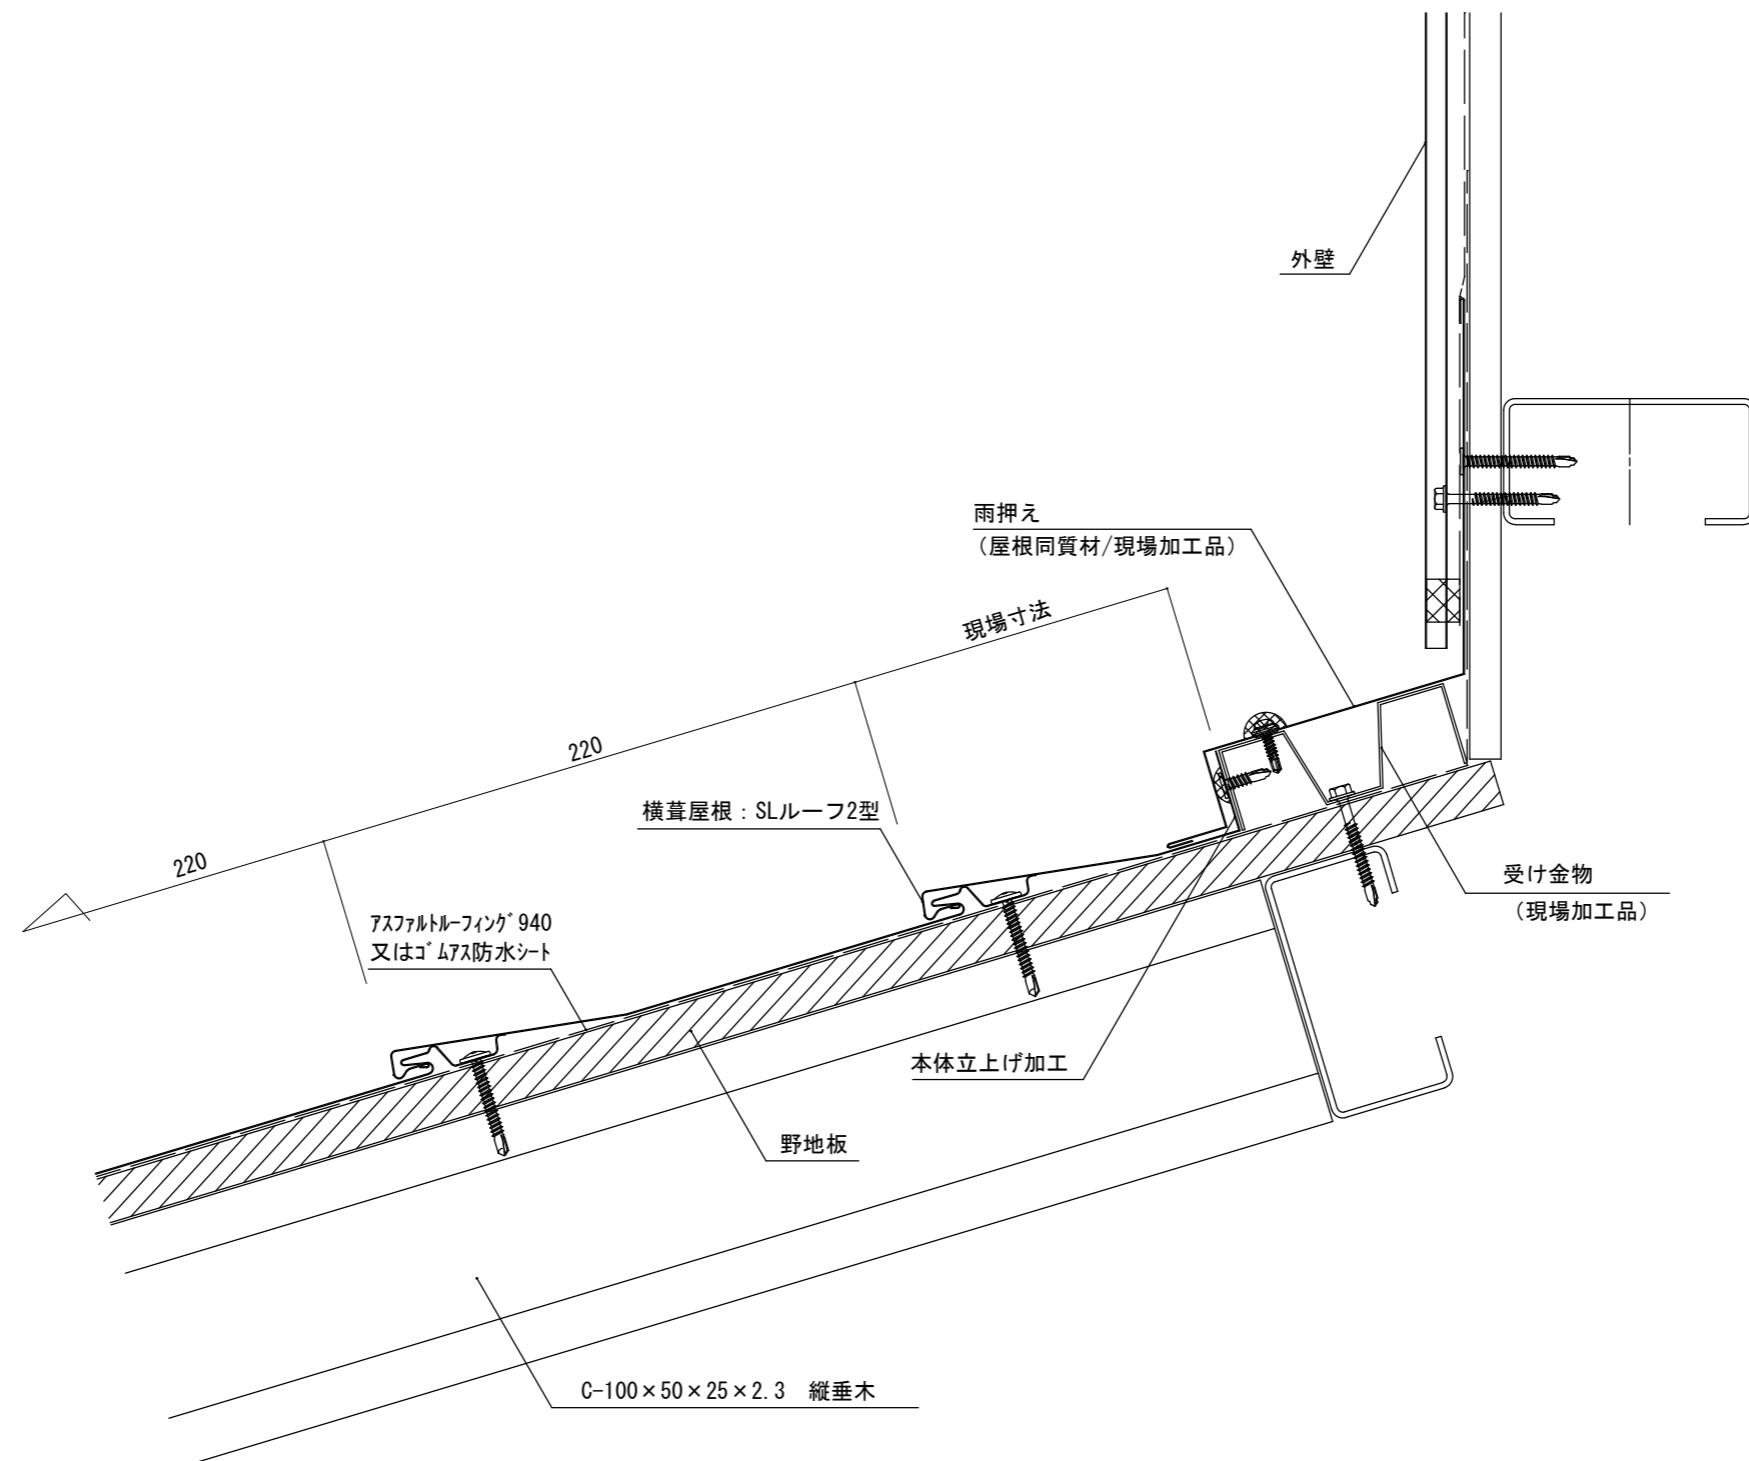 外壁
雨押え
（屋根同質材/現場加工品）
現場寸法
220
220
横葺屋根：SLルーフ2型
ｱｽﾌｧﾙﾄﾙｰﾌｨﾝｸﾞ940
又はｺﾞﾑｱｽ防水ｼｰﾄ
受け金物
（現場加工品）
本体立上げ加工
野地板
C-100×50×25×2.3　縦垂木